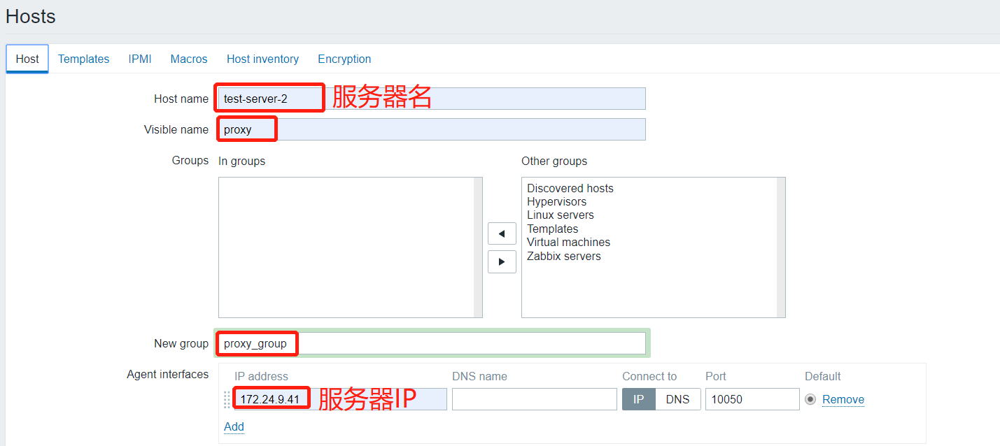 Hosts
Host Templates IPMI Macros Host inventory Encryption
Host name test-server-2 服务器名
Visible name proxy
Groups In groups Other groups
Discovered hosts
Hypervisors
Linux servers
Templates
Virtual machines
Zabbix servers
New group proxy_group
Agent interfaces IP address DNS name Connect to Port Default
172.24.9.41 服务器IP IP DNS 10050 Remove
Add